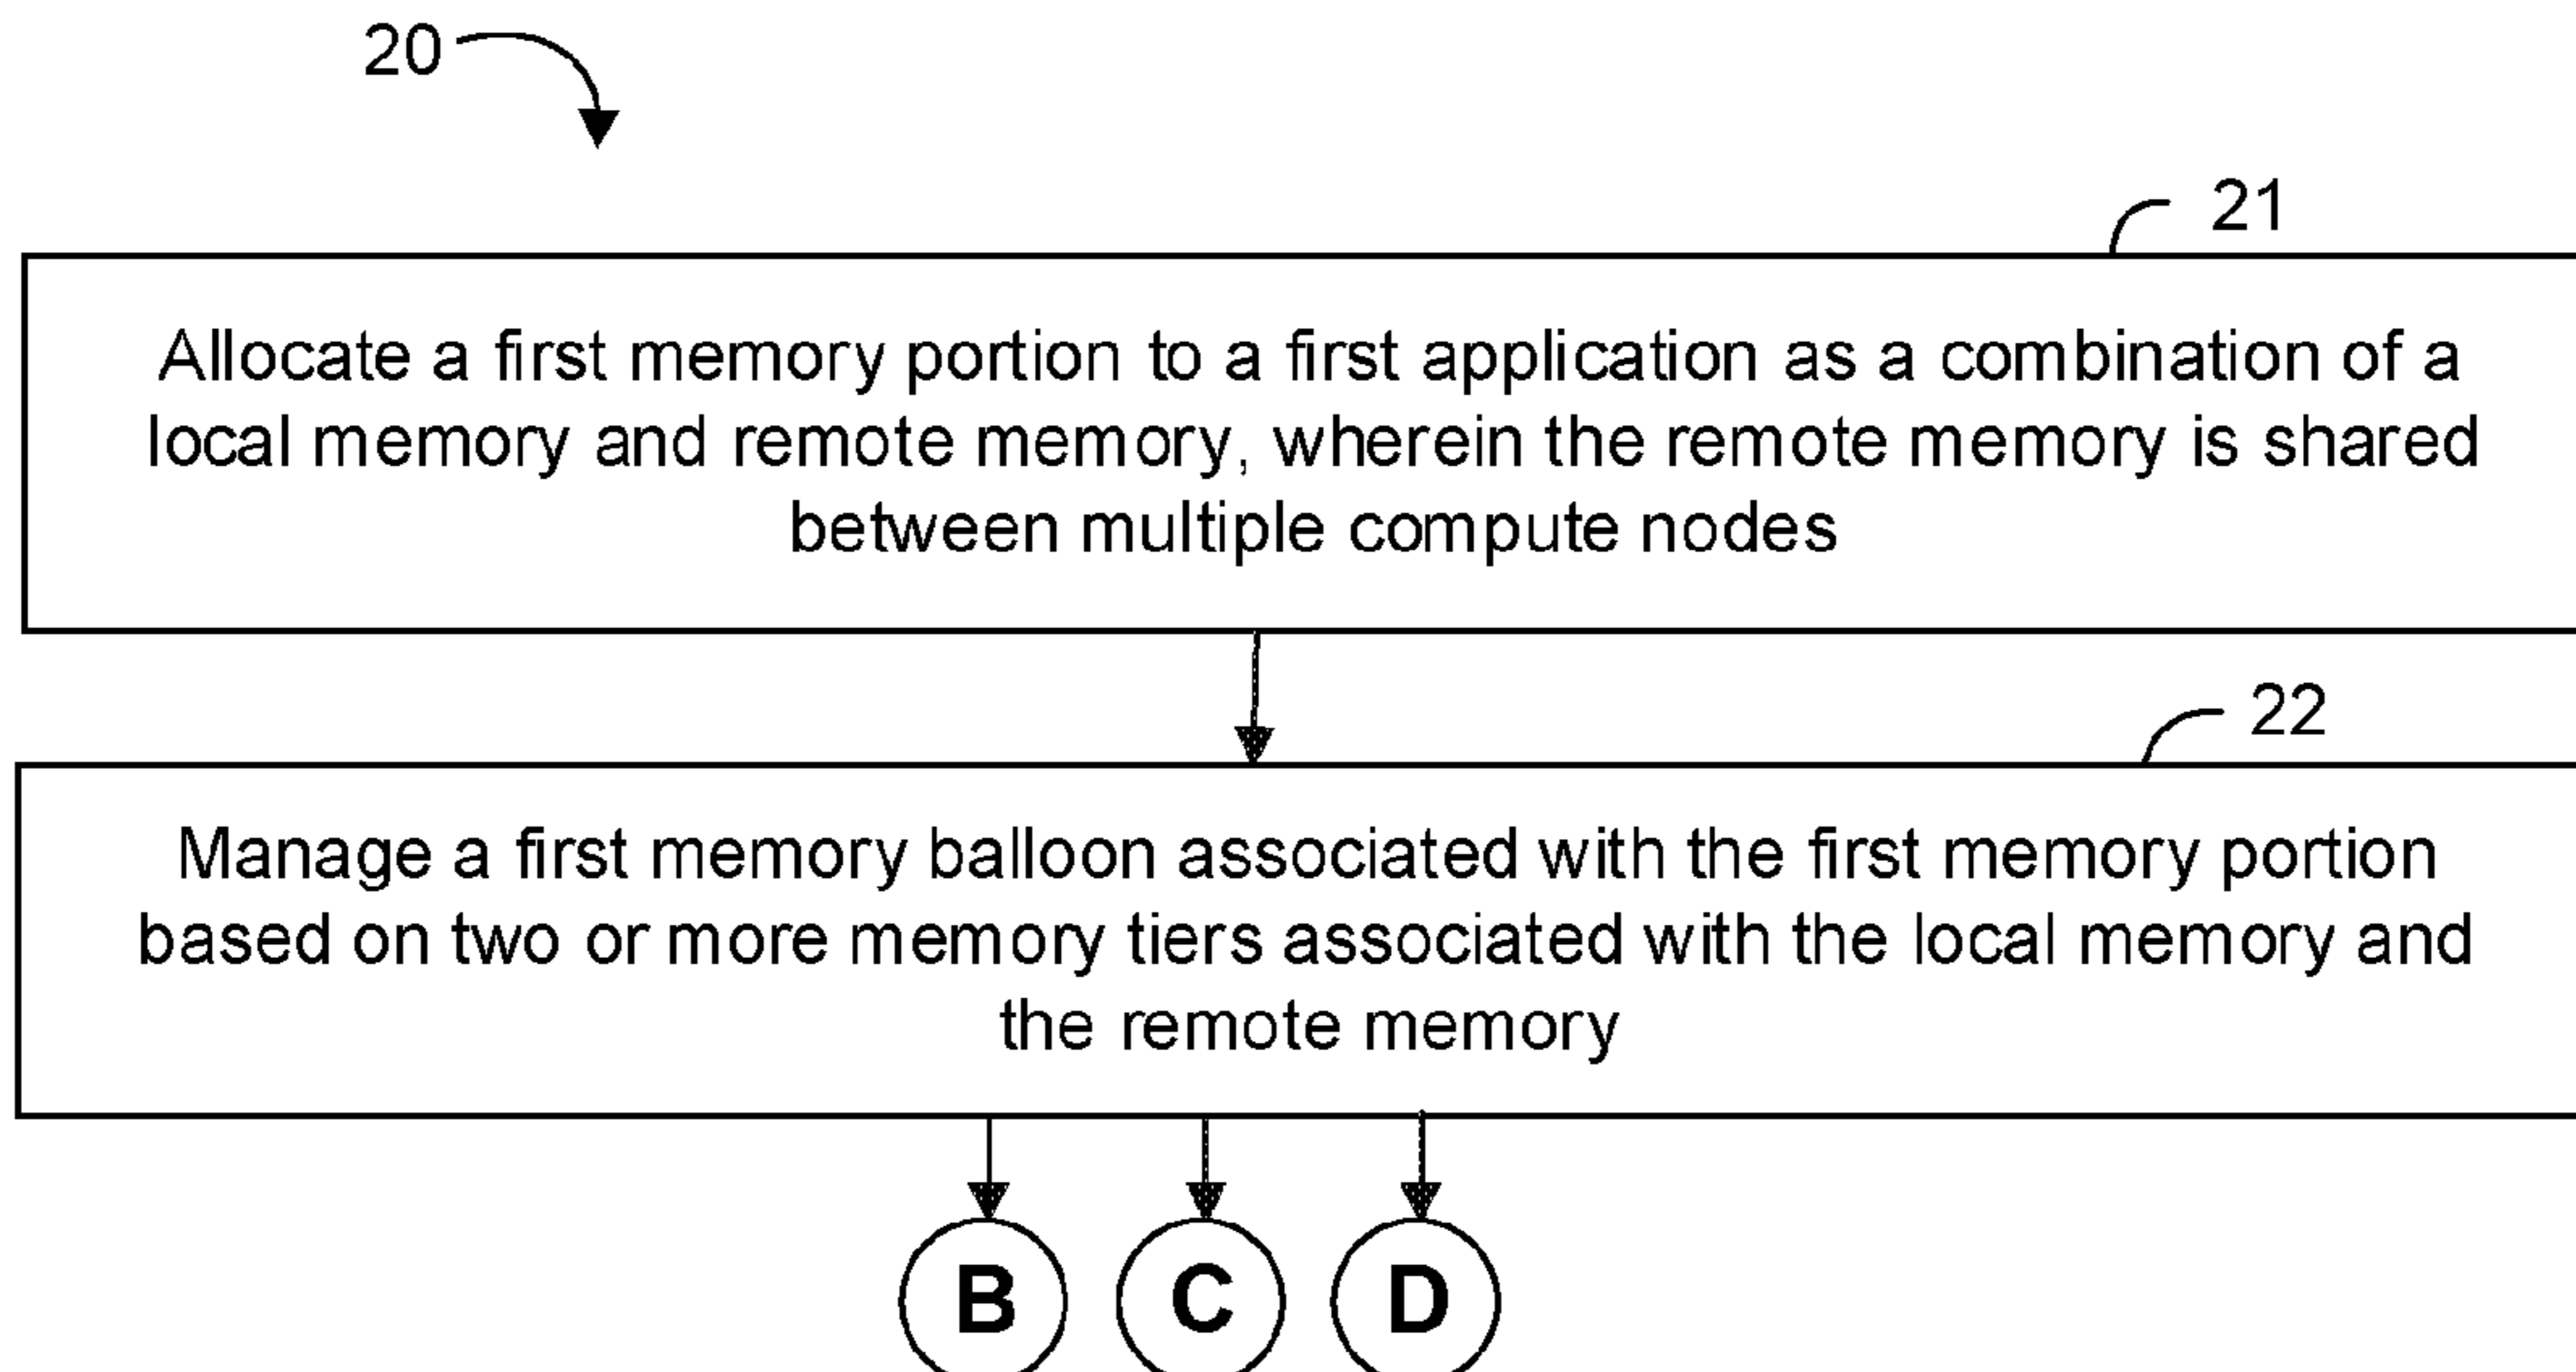 20
21
Allocate a first memory portion to a first application as a combination of a
local memory and remote memory, wherein the remote memory is shared
between multiple compute nodes
22
Manage a first memory balloon associated with the first memory portion
based on two or more memory tiers associated with the local memory and
the remote memory
B C D